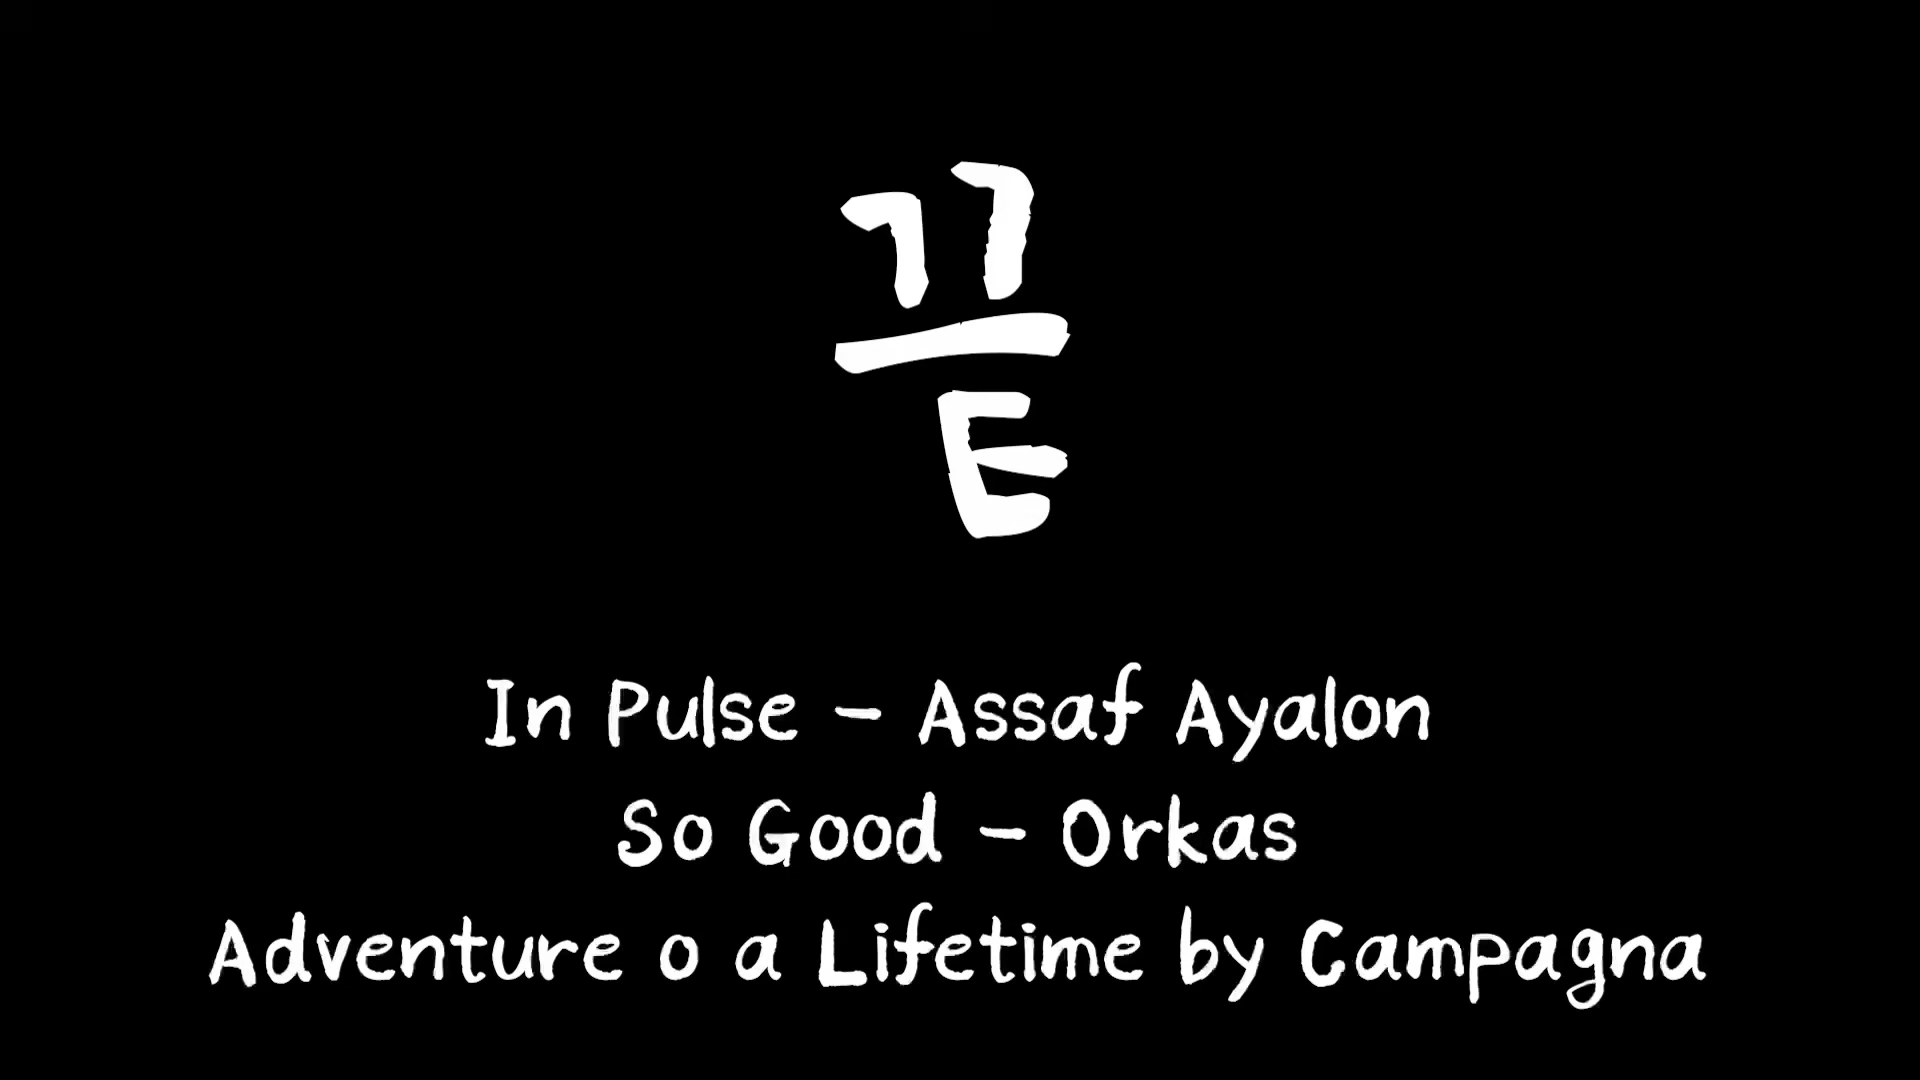 끝
In Pulse - Assaf Ayalon
So Good - Orkas
Adventure o a Lifetime by Campagna